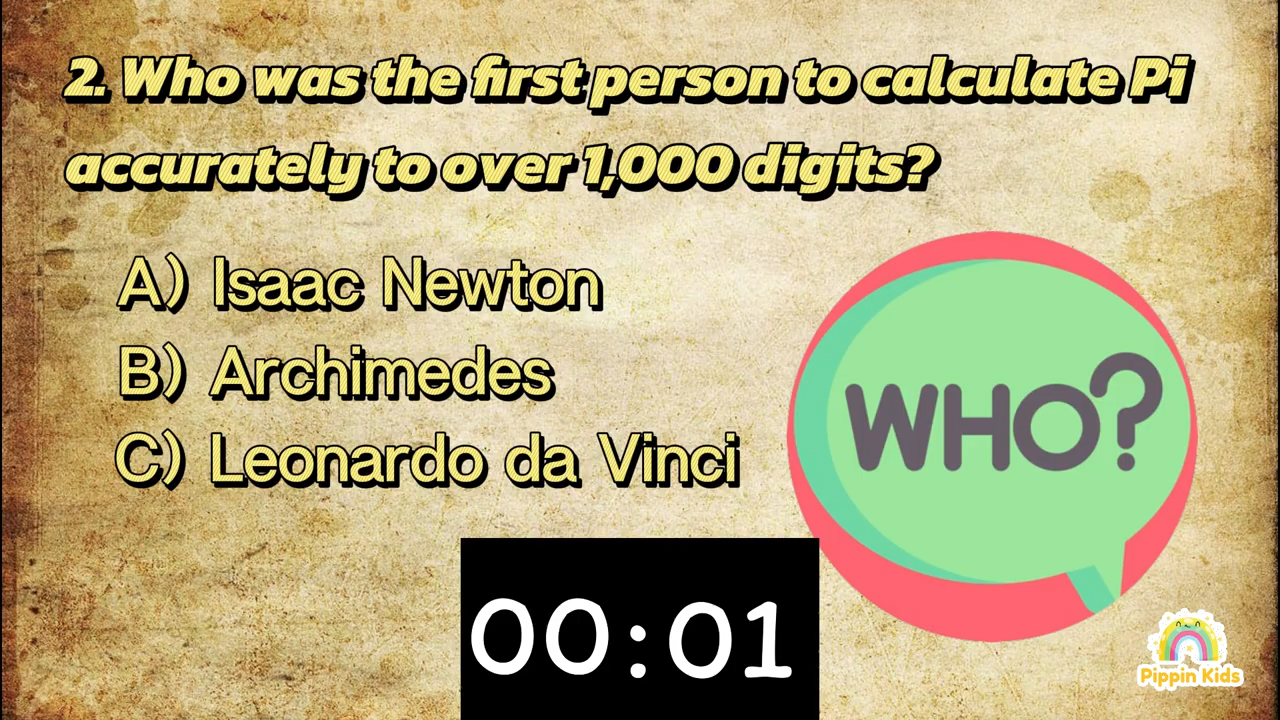 2. Who was the first person to calculate Pi
accurately to over 1,000 digits?
A) Isaac Newton
B) Archimedes
C) Leonardo da Vinci
WHO?
00:01
Pippin Kids